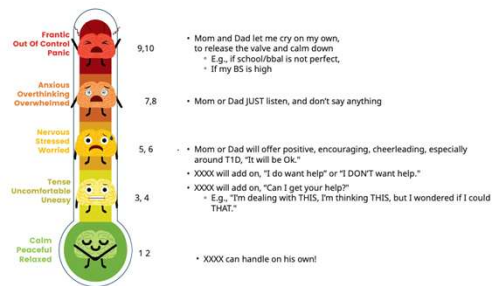 Frantic
Out Of Control
Panic
9,10
• Mom and Dad let me cry on my own,
to release the valve and calm down
• E.g., if school/bbal is not perfect,
• If my BS is high
Anxious
Overthinking
Overwhelmed
7,8
• Mom or Dad JUST listen, and don't say anything
Nervous
Stressed
Worried
5, 6
• Mom or Dad will offer positive, encouraging, cheerleading, especially
around T1D, "It will be Ok."
• XXXX will add on, "I do want help" or "I DON'T want help."
Tense
Uncomfortable
Uneasy
3, 4
• XXXX will add on, "Can I get your help?"
• E.g., "I'm dealing with THIS, I'm thinking THIS, but I wondered if I could
THAT."
Calm
Peaceful
Relaxed
1 2
• XXXX can handle on his own!